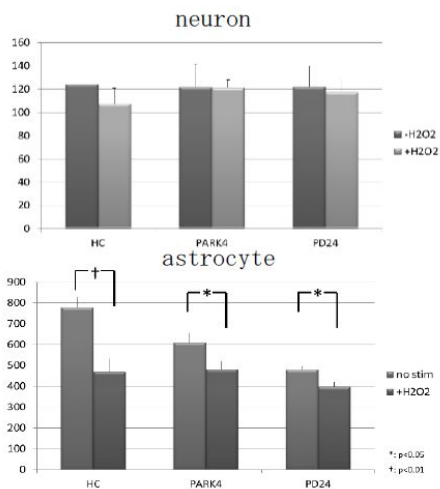 neuron
160
140
120
100
80
60
40
20
0
HC PARK4 PD24
-H2O2
+H2O2
astrocyte
900
800
700
600
500
400
300
200
100
0
† * *
HC PARK4 PD24
no stim
+H2O2
*: p<0.05
†: p<0.01